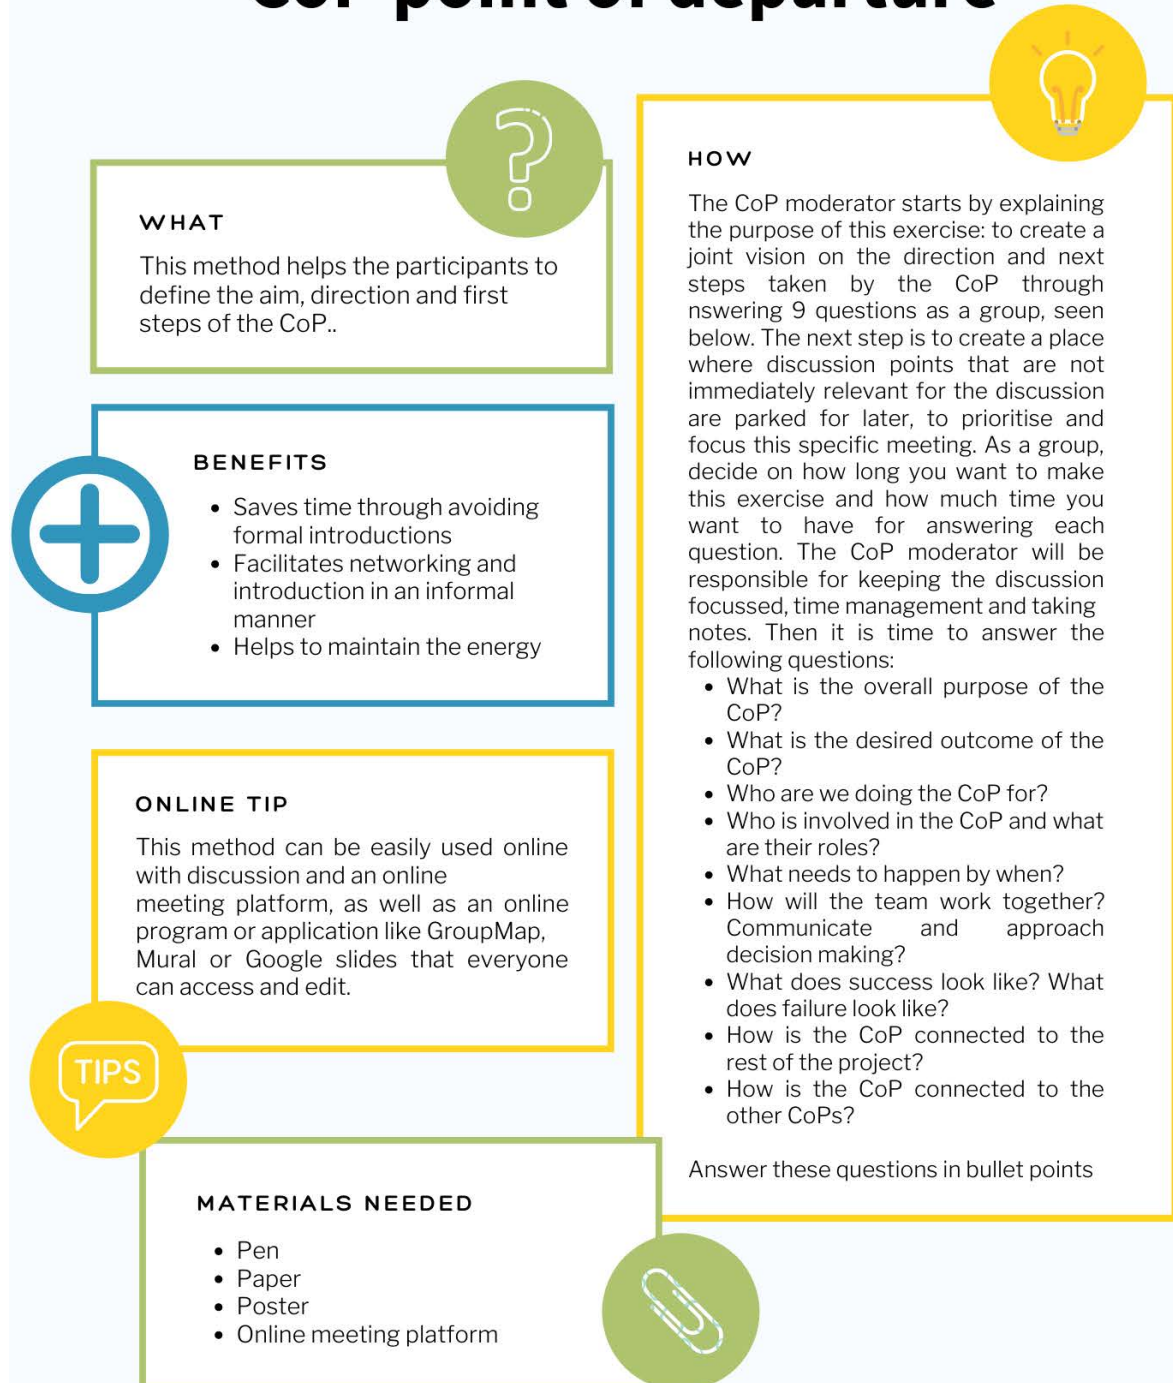 CoP point of departure
WHAT
This method helps the participants to
define the aim, direction and first
steps of the CoP..
BENEFITS
• Saves time through avoiding
formal introductions
• Facilitates networking and
introduction in an informal
manner
• Helps to maintain the energy
ONLINE TIP
This method can be easily used online
with discussion and an online
meeting platform, as well as an online
program or application like GroupMap,
Mural or Google slides that everyone
can access and edit.
TIPS
MATERIALS NEEDED
• Pen
• Paper
• Poster
• Online meeting platform
HOW
The CoP moderator starts by explaining
the purpose of this exercise: to create a
joint vision on the direction and next
steps taken by the CoP through
nswering 9 questions as a group, seen
below. The next step is to create a place
where discussion points that are not
immediately relevant for the discussion
are parked for later, to prioritise and
focus this specific meeting. As a group,
decide on how long you want to make
this exercise and how much time you
want to have for answering each
question. The CoP moderator will be
responsible for keeping the discussion
focussed, time management and taking
notes. Then it is time to answer the
following questions:
• What is the overall purpose of the
CoP?
• What is the desired outcome of the
CoP?
• Who are we doing the CoP for?
• Who is involved in the CoP and what
are their roles?
• What needs to happen by when?
• How will the team work together?
Communicate and approach
decision making?
• What does success look like? What
does failure look like?
• How is the CoP connected to the
rest of the project?
• How is the CoP connected to the
other CoPs?
Answer these questions in bullet points